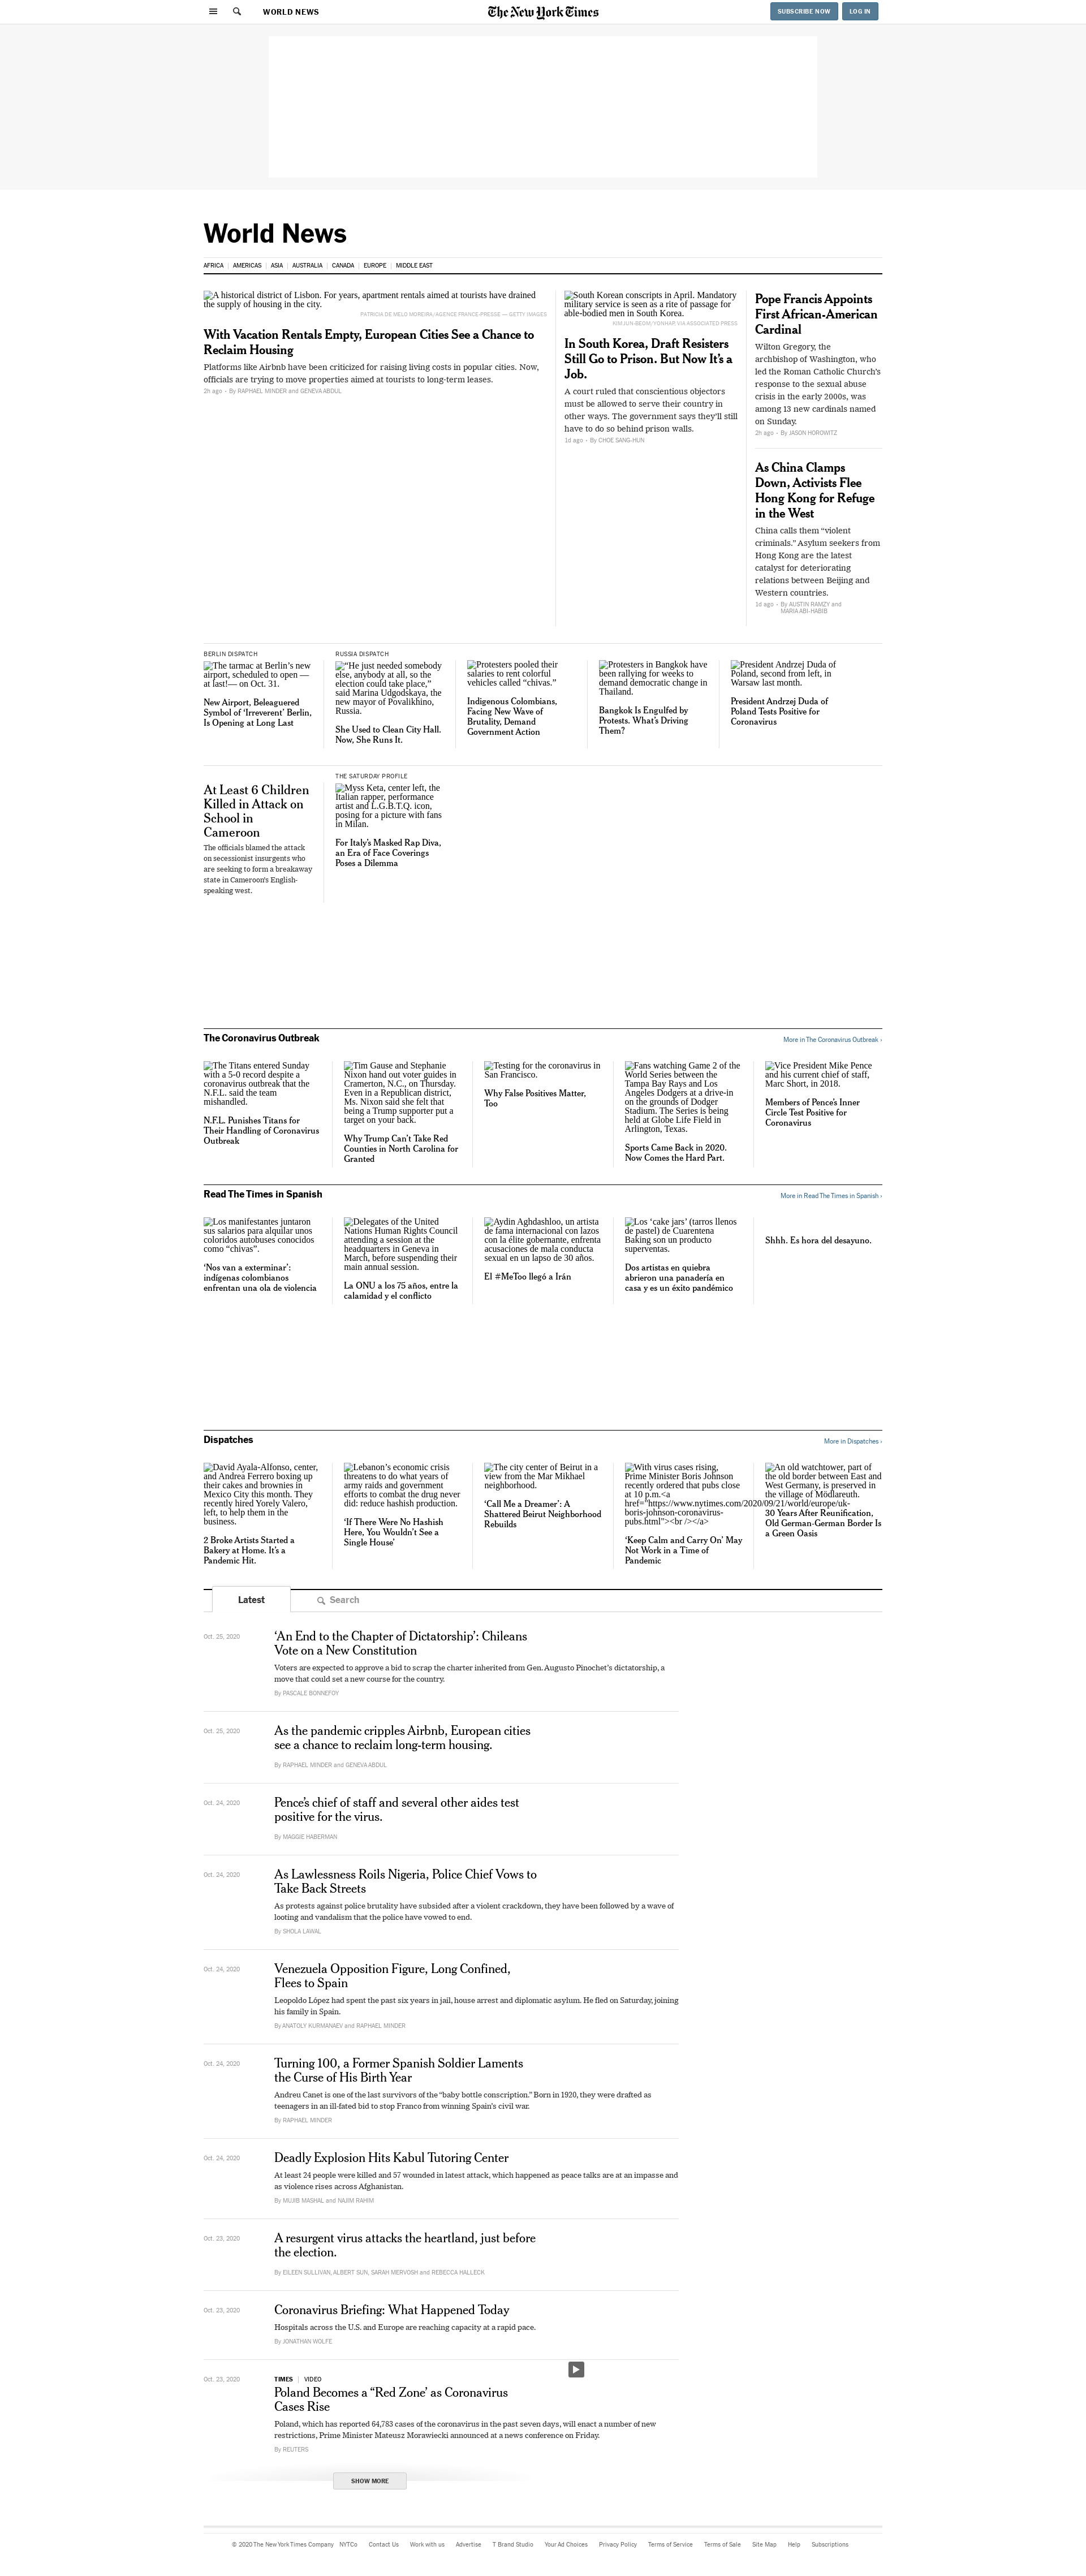 WORLD NEWS
The New York Times
SUBSCRIBE NOW
LOG IN
World News
AFRICA | AMERICAS | ASIA | AUSTRALIA | CANADA | EUROPE | MIDDLE EAST
A historical district of Lisbon. For years, apartment rentals aimed at tourists have drained
the supply of housing in the city.
PATRICIA DE MELO MOREIRA/AGENCE FRANCE-PRESSE — GETTY IMAGES
With Vacation Rentals Empty, European Cities See a Chance to
Reclaim Housing
Platforms like Airbnb have been criticized for raising living costs in popular cities. Now,
officials are trying to move properties aimed at tourists to long-term leases.
2h ago · By RAPHAEL MINDER and GENEVA ABDUL
South Korean conscripts in April. Mandatory
military service is seen as a rite of passage for
able-bodied men in South Korea.
KIM JUN-BEOM/YONHAP, VIA ASSOCIATED PRESS
In South Korea, Draft Resisters
Still Go to Prison. But Now It’s a
Job.
A court ruled that conscientious objectors
must be allowed to serve their country in
other ways. The government says they’ll still
have to do so behind prison walls.
1d ago · By CHOE SANG-HUN
Pope Francis Appoints
First African-American
Cardinal
Wilton Gregory, the
archbishop of Washington, who
led the Roman Catholic Church’s
response to the sexual abuse
crisis in the early 2000s, was
among 13 new cardinals named
on Sunday.
2h ago · By JASON HOROWITZ
As China Clamps
Down, Activists Flee
Hong Kong for Refuge
in the West
China calls them “violent
criminals.” Asylum seekers from
Hong Kong are the latest
catalyst for deteriorating
relations between Beijing and
Western countries.
1d ago · By AUSTIN RAMZY and
MARIA ABI-HABIB
BERLIN DISPATCH
The tarmac at Berlin’s new
airport, scheduled to open —
at last!— on Oct. 31.
New Airport, Beleaguered
Symbol of ‘Irreverent’ Berlin,
Is Opening at Long Last
RUSSIA DISPATCH
“He just needed somebody
else, anybody at all, so the
election could take place,”
said Marina Udgodskaya, the
new mayor of Povalikhino,
Russia.
She Used to Clean City Hall.
Now, She Runs It.
Protesters pooled their
salaries to rent colorful
vehicles called “chivas.”
Indigenous Colombians,
Facing New Wave of
Brutality, Demand
Government Action
Protesters in Bangkok have
been rallying for weeks to
demand democratic change in
Thailand.
Bangkok Is Engulfed by
Protests. What’s Driving
Them?
President Andrzej Duda of
Poland, second from left, in
Warsaw last month.
President Andrzej Duda of
Poland Tests Positive for
Coronavirus
At Least 6 Children
Killed in Attack on
School in
Cameroon
The officials blamed the attack
on secessionist insurgents who
are seeking to form a breakaway
state in Cameroon’s English-
speaking west.
THE SATURDAY PROFILE
Myss Keta, center left, the
Italian rapper, performance
artist and L.G.B.T.Q. icon,
posing for a picture with fans
in Milan.
For Italy’s Masked Rap Diva,
an Era of Face Coverings
Poses a Dilemma
The Coronavirus Outbreak
More in The Coronavirus Outbreak ›
The Titans entered Sunday
with a 5-0 record despite a
coronavirus outbreak that the
N.F.L. said the team
mishandled.
N.F.L. Punishes Titans for
Their Handling of Coronavirus
Outbreak
Tim Gause and Stephanie
Nixon hand out voter guides in
Cramerton, N.C., on Thursday.
Even in a Republican district,
Ms. Nixon said she felt that
being a Trump supporter put a
target on your back.
Why Trump Can’t Take Red
Counties in North Carolina for
Granted
Testing for the coronavirus in
San Francisco.
Why False Positives Matter,
Too
Fans watching Game 2 of the
World Series between the
Tampa Bay Rays and Los
Angeles Dodgers at a drive-in
on the grounds of Dodger
Stadium. The Series is being
held at Globe Life Field in
Arlington, Texas.
Sports Came Back in 2020.
Now Comes the Hard Part.
Vice President Mike Pence
and his current chief of staff,
Marc Short, in 2018.
Members of Pence’s Inner
Circle Test Positive for
Coronavirus
Read The Times in Spanish
More in Read The Times in Spanish ›
Los manifestantes juntaron
sus salarios para alquilar unos
coloridos autobuses conocidos
como “chivas”.
‘Nos van a exterminar’:
indígenas colombianos
enfrentan una ola de violencia
Delegates of the United
Nations Human Rights Council
attending a session at the
headquarters in Geneva in
March, before suspending their
main annual session.
La ONU a los 75 años, entre la
calamidad y el conflicto
Aydin Aghdashloo, un artista
de fama internacional con lazos
con la élite gobernante, enfrenta
acusaciones de mala conducta
sexual en un lapso de 30 años.
El #MeToo llegó a Irán
Los ‘cake jars’ (tarros llenos
de pastel) de Cuarentena
Baking son un producto
superventas.
Dos artistas en quiebra
abrieron una panadería en
casa y es un éxito pandémico
Shhh. Es hora del desayuno.
Dispatches
More in Dispatches ›
David Ayala-Alfonso, center,
and Andrea Ferrero boxing up
their cakes and brownies in
Mexico City this month. They
recently hired Yorely Valero,
left, to help them in the
business.
2 Broke Artists Started a
Bakery at Home. It’s a
Pandemic Hit.
Lebanon’s economic crisis
threatens to do what years of
army raids and government
efforts to combat the drug never
did: reduce hashish production.
‘If There Were No Hashish
Here, You Wouldn’t See a
Single House’
The city center of Beirut in a
view from the Mar Mikhael
neighborhood.
‘Call Me a Dreamer’: A
Shattered Beirut Neighborhood
Rebuilds
With virus cases rising,
Prime Minister Boris Johnson
recently ordered that pubs close
at 10 p.m.<a
href="https://www.nytimes.com/2020/09/21/world/europe/uk-
boris-johnson-coronavirus-
pubs.html"><br /></a>
‘Keep Calm and Carry On’ May
Not Work in a Time of
Pandemic
An old watchtower, part of
the old border between East and
West Germany, is preserved in
the village of Mödlareuth.
30 Years After Reunification,
Old German-German Border Is
a Green Oasis
Latest
Search
Oct. 25, 2020
‘An End to the Chapter of Dictatorship’: Chileans
Vote on a New Constitution
Voters are expected to approve a bid to scrap the charter inherited from Gen. Augusto Pinochet’s dictatorship, a
move that could set a new course for the country.
By PASCALE BONNEFOY
Oct. 25, 2020
As the pandemic cripples Airbnb, European cities
see a chance to reclaim long-term housing.
By RAPHAEL MINDER and GENEVA ABDUL
Oct. 24, 2020
Pence’s chief of staff and several other aides test
positive for the virus.
By MAGGIE HABERMAN
Oct. 24, 2020
As Lawlessness Roils Nigeria, Police Chief Vows to
Take Back Streets
As protests against police brutality have subsided after a violent crackdown, they have been followed by a wave of
looting and vandalism that the police have vowed to end.
By SHOLA LAWAL
Oct. 24, 2020
Venezuela Opposition Figure, Long Confined,
Flees to Spain
Leopoldo López had spent the past six years in jail, house arrest and diplomatic asylum. He fled on Saturday, joining
his family in Spain.
By ANATOLY KURMANAEV and RAPHAEL MINDER
Oct. 24, 2020
Turning 100, a Former Spanish Soldier Laments
the Curse of His Birth Year
Andreu Canet is one of the last survivors of the “baby bottle conscription.” Born in 1920, they were drafted as
teenagers in an ill-fated bid to stop Franco from winning Spain’s civil war.
By RAPHAEL MINDER
Oct. 24, 2020
Deadly Explosion Hits Kabul Tutoring Center
At least 24 people were killed and 57 wounded in latest attack, which happened as peace talks are at an impasse and
as violence rises across Afghanistan.
By MUJIB MASHAL and NAJIM RAHIM
Oct. 23, 2020
A resurgent virus attacks the heartland, just before
the election.
By EILEEN SULLIVAN, ALBERT SUN, SARAH MERVOSH and REBECCA HALLECK
Oct. 23, 2020
Coronavirus Briefing: What Happened Today
Hospitals across the U.S. and Europe are reaching capacity at a rapid pace.
By JONATHAN WOLFE
Oct. 23, 2020
TIMES | VIDEO
Poland Becomes a “Red Zone’ as Coronavirus
Cases Rise
Poland, which has reported 64,783 cases of the coronavirus in the past seven days, will enact a number of new
restrictions, Prime Minister Mateusz Morawiecki announced at a news conference on Friday.
By REUTERS
SHOW MORE
© 2020 The New York Times Company NYTCo Contact Us Work with us Advertise T Brand Studio Your Ad Choices Privacy Policy Terms of Service Terms of Sale Site Map Help Subscriptions